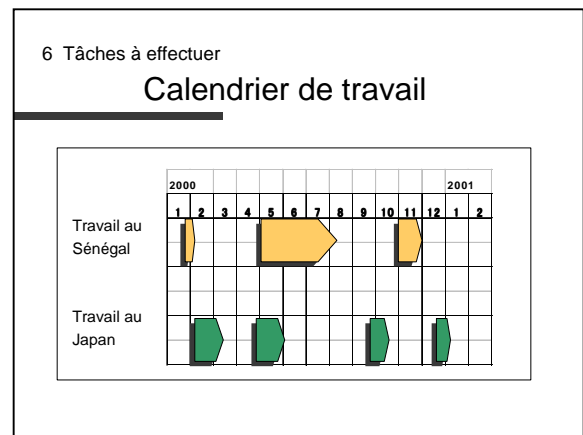 6 Tâches à effectuer
Calendrier de travail
2000 2001
1 2 3 4 5 6 7 8 9 10 11 12 1 2
Travail au
Sénégal
Travail au
Japan